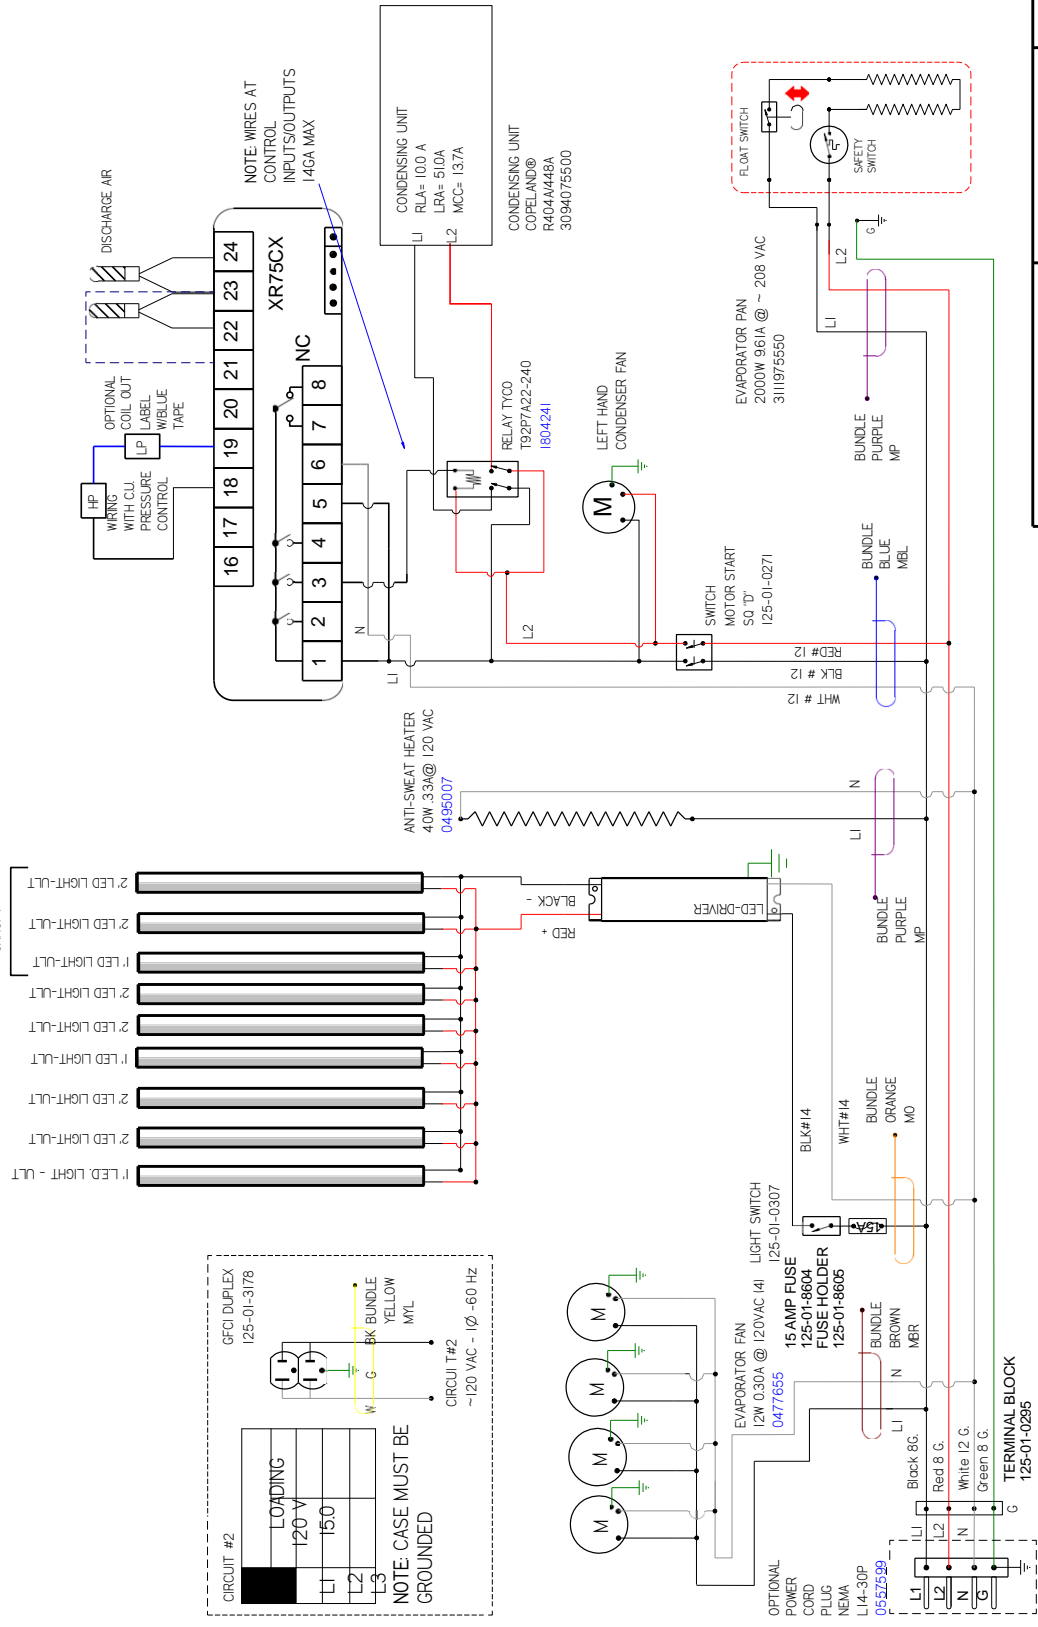 2' LED LIGHT-ULT
2' LED LIGHT-ULT
1' LED LIGHT-ULT
2' LED LIGHT-ULT
2' LED LIGHT-ULT
1' LED LIGHT-ULT
2' LED LIGHT-ULT
2' LED LIGHT-ULT
1' LED. LIGHT - ULT
BLACK -
RED +
LED-DRIVER
CIRCUIT #2
LOADING
120 V
L1
15.0
L2
L3
NOTE: CASE MUST BE
GROUNDED
GFCI DUPLEX
125-01-3178
W
G
BK
BUNDLE
YELLOW
MYL
CIRCUI T#2
~120 VAC - 1Ø -60 Hz
M
M
M
M
EVAPORATOR FAN
12W 0.30A @ 120VAC (4)
0477655
LIGHT SWITCH
125-01-0307
15 AMP FUSE
125-01-8604
FUSE HOLDER
125-01-8605
15A
BLK#14
WHT#14
BUNDLE
ORANGE
MO
BUNDLE
BROWN
MBR
L1
N
OPTIONAL
POWER
CORD
PLUG
NEMA
L14-30P
0557599
L1
L2
N
G
L1
L2
N
G
Black 8G.
Red 8 G.
White 12 G.
Green 8 G.
TERMINAL BLOCK
125-01-0295
ANTI-SWEAT HEATER
40W .33A@ 120 VAC
0495007
L1
N
BUNDLE
PURPLE
MP
HP
LP
WIRING
WITH C.U.
PRESSURE
CONTROL
OPTIONAL
COIL OUT
LABEL
W/BLUE
TAPE
DISCHARGE AIR
16
17
18
19
20
21
22
23
24
XR75CX
NC
1
2
3
4
5
6
7
8
NOTE: WIRES AT
CONTROL
INPUTS/OUTPUTS
14GA MAX
CONDENSING UNIT
RLA= 10.0 A
LRA= 51.0A
MCC= 13.7A
L1
L2
CONDENSING UNIT
COPELAND®
R404A/448A
3094075500
RELAY TYCO
T92P7A22-240
1804241
N
L1
L2
LEFT HAND
CONDENSER FAN
M
SWITCH
MOTOR START
SQ "D"
125-01-0271
RED# 12
BLK # 12
WHT # 12
BUNDLE
BLUE
MBL
FLOAT SWITCH
SAFETY
SWITCH
EVAPORATOR PAN
2000W 9.61A @ ~ 208 VAC
3111975550
L1
L2
G
BUNDLE
PURPLE
MP